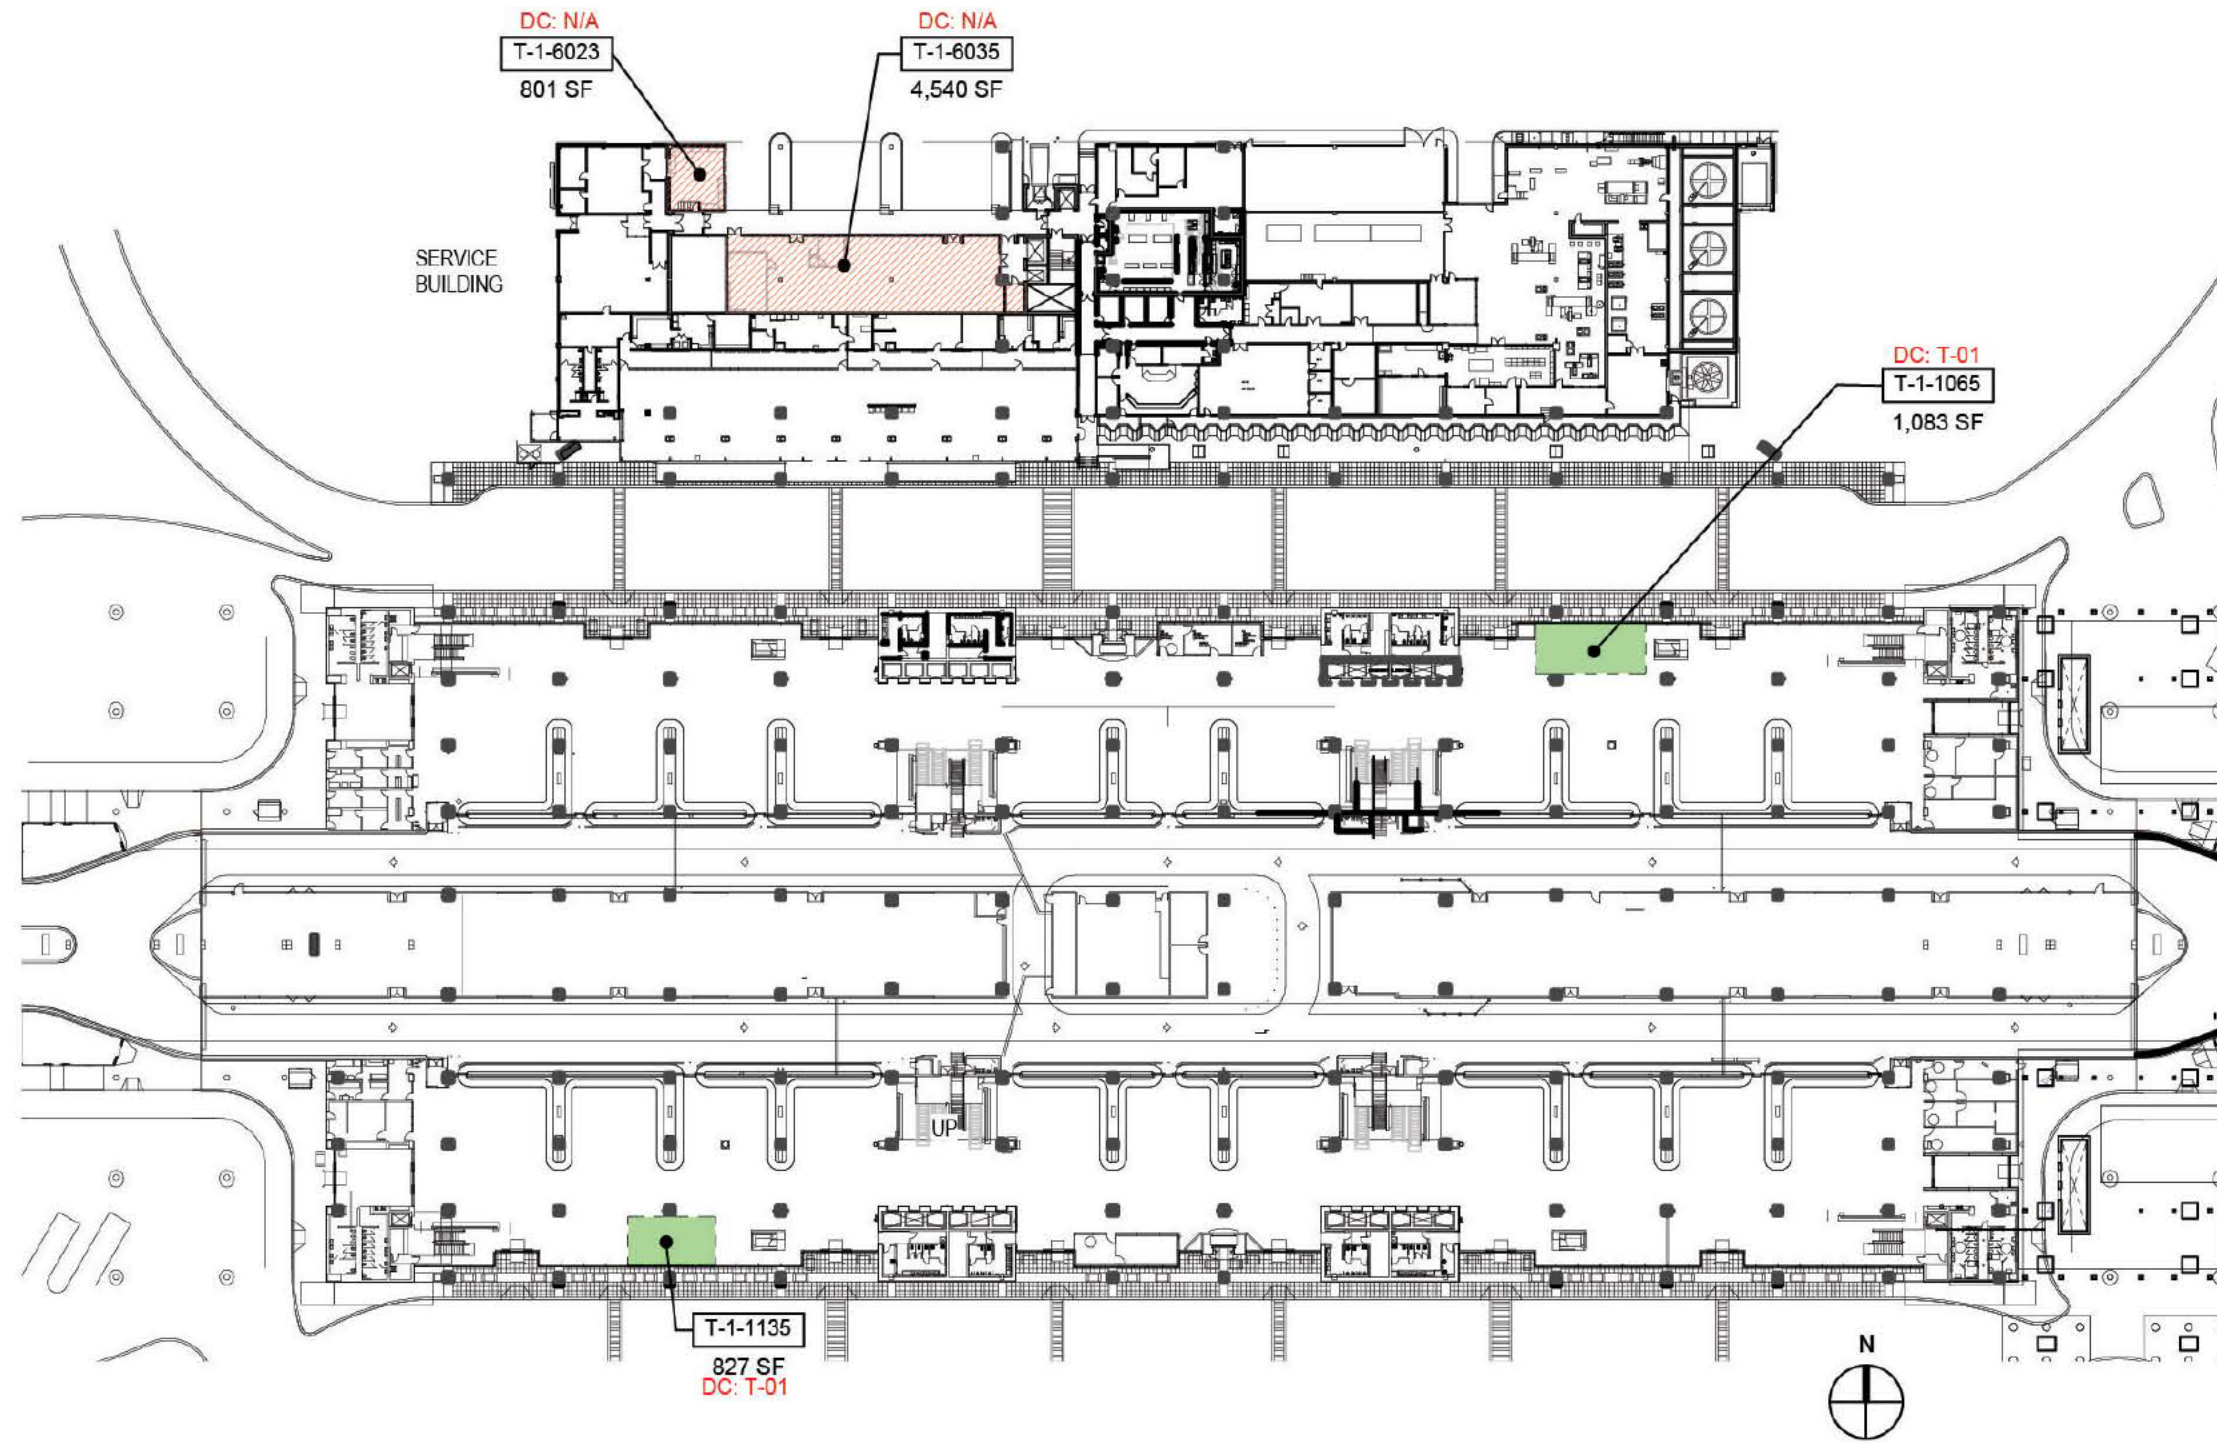 DC: N/A
T-1-6023
801 SF
DC: N/A
T-1-6035
4,540 SF
SERVICE
BUILDING
DC: T-01
T-1-1065
1,083 SF
UP
T-1-1135
827 SF
DC: T-01
N